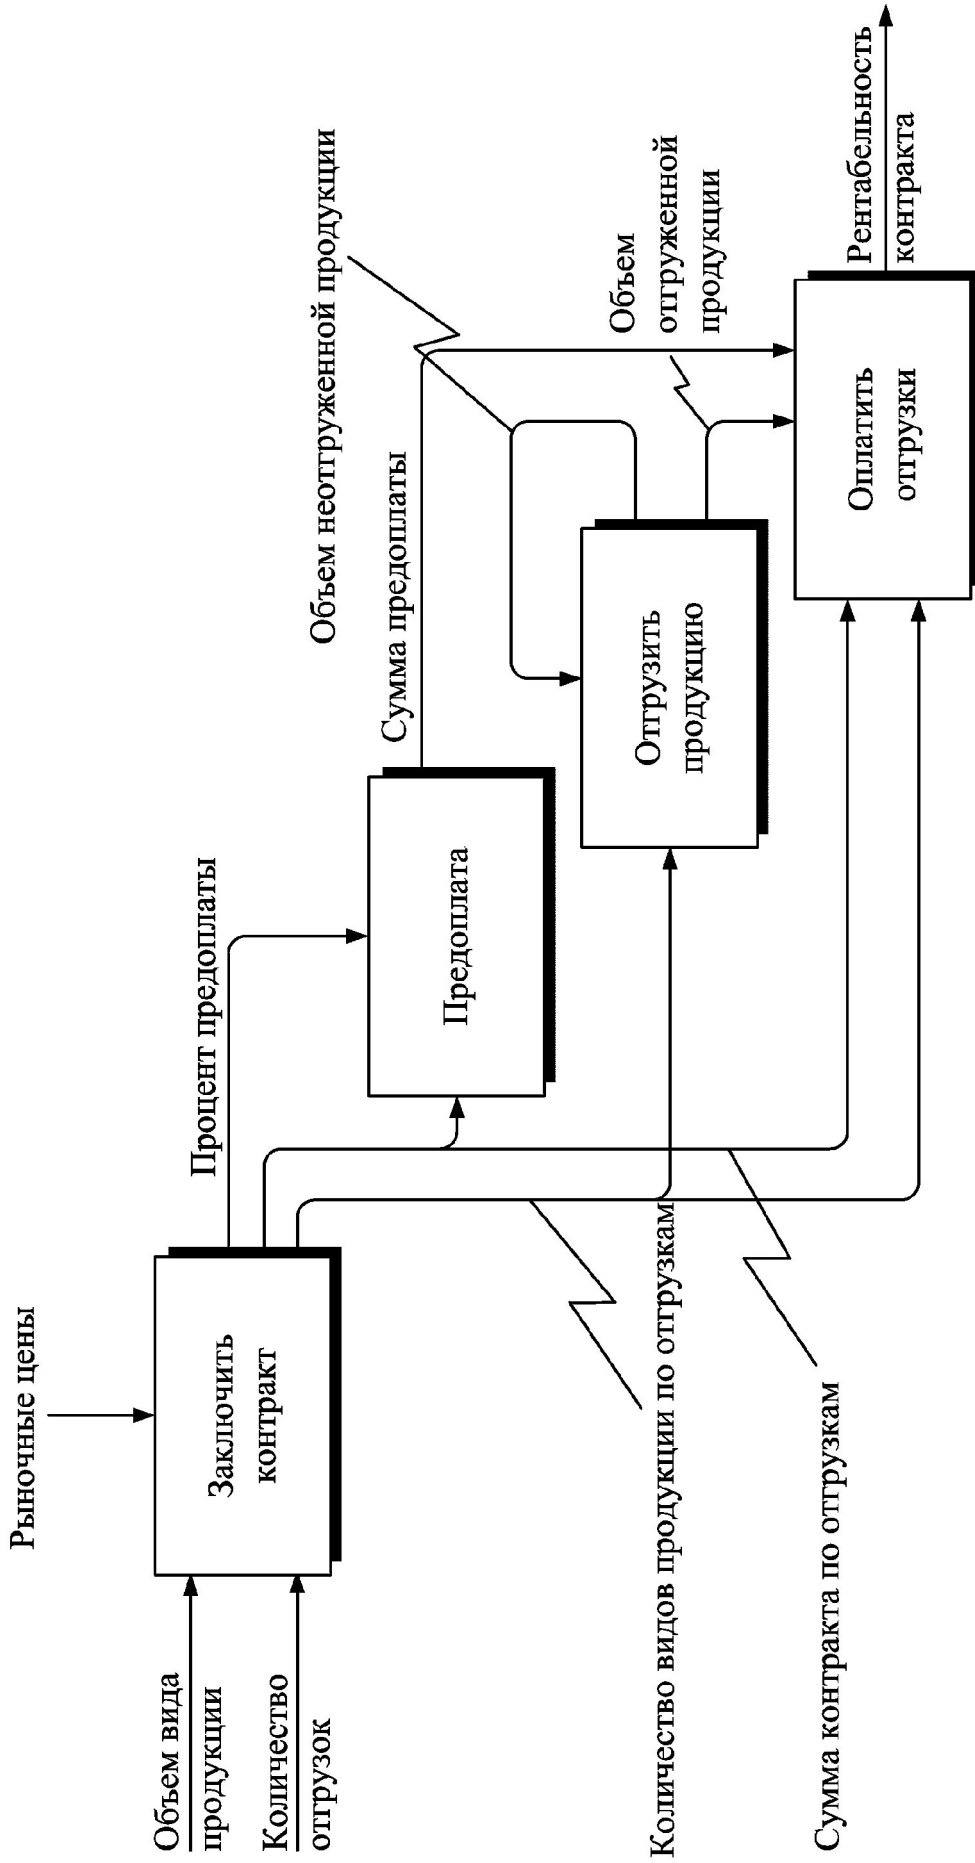 Рыночные цены
Объем вида
продукции
Количество
отгрузок
Заключить
контракт
Процент предоплаты
Предоплата
Сумма предоплаты
Объем неотгруженной продукции
Отгрузить
продукцию
Объем
отгруженной
продукции
Оплатить
отгрузки
Рентабельность
контракта
Количество видов продукции по отгрузкам
Сумма контракта по отгрузкам